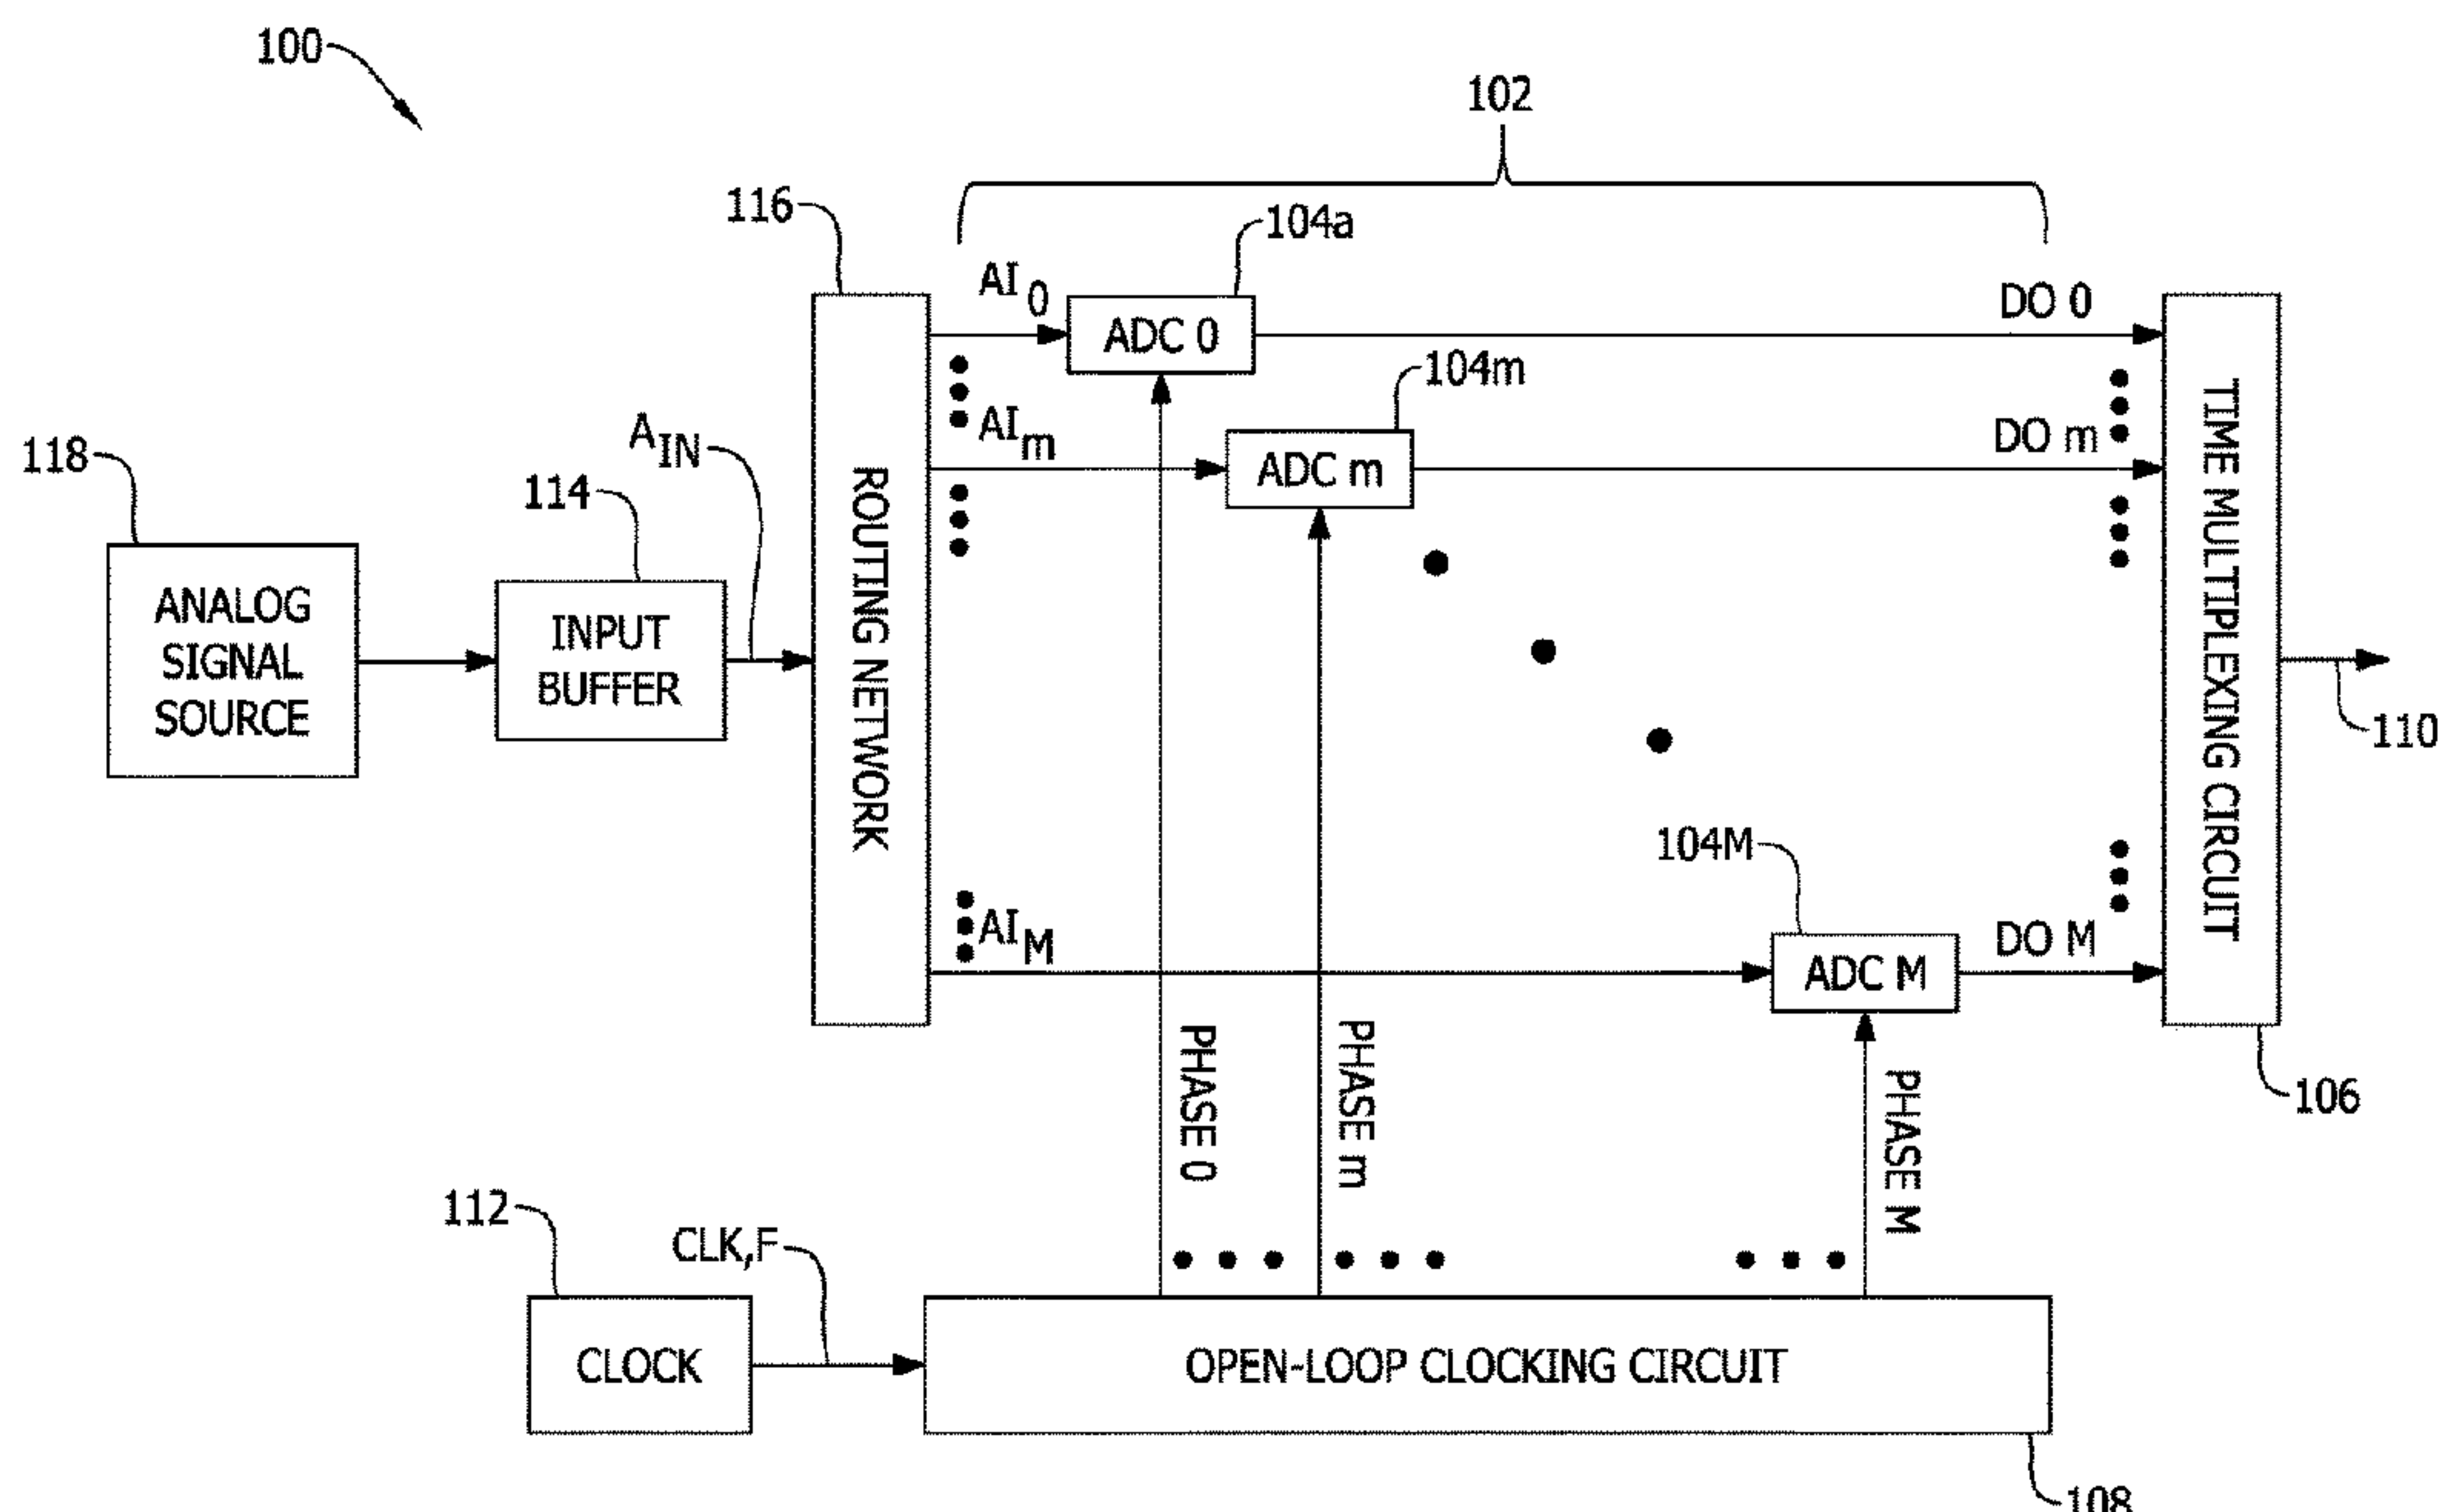 100
102
116
104a
AI0
ADC 0
DO 0
104m
AIm
ADC m
DO m
118
AIN
114
ANALOG
SIGNAL
SOURCE
INPUT
BUFFER
ROUTING NETWORK
TIME MULTIPLEXING CIRCUIT
110
104M
AIM
ADC M
DO M
PHASE 0
PHASE m
PHASE M
106
112
CLK,F
CLOCK
OPEN-LOOP CLOCKING CIRCUIT
108